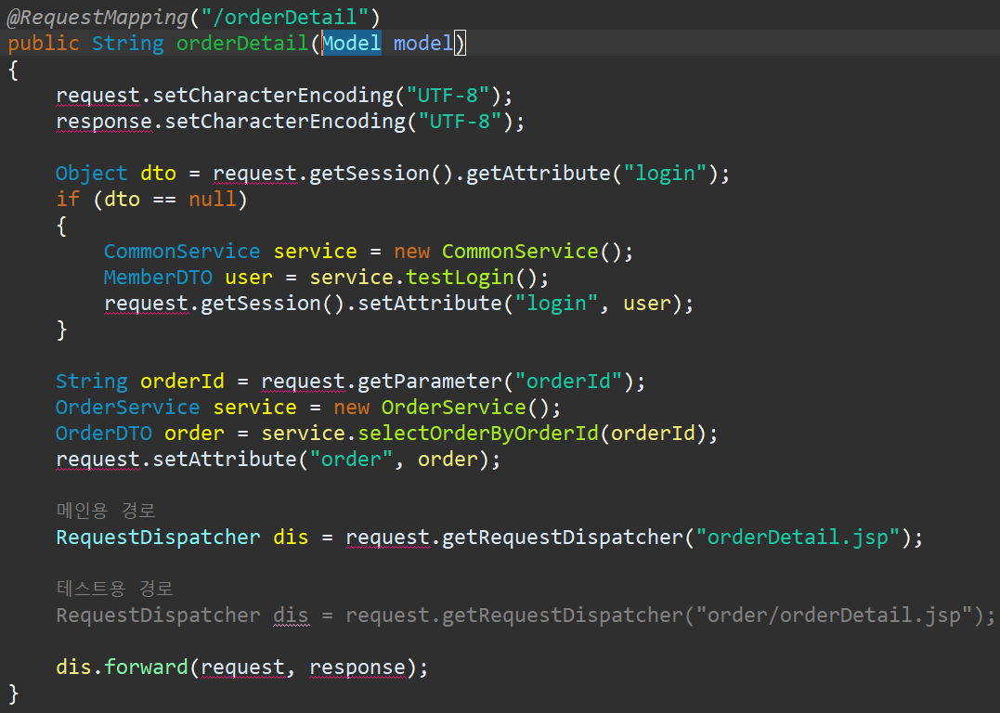 @RequestMapping("/orderDetail")
public String orderDetail(Model model)
{
request.setCharacterEncoding("UTF-8");
response.setCharacterEncoding("UTF-8");
Object dto = request.getSession().getAttribute("login");
if (dto == null)
{
CommonService service = new CommonService();
MemberDTO user = service.testLogin();
request.getSession().setAttribute("login", user);
}
String orderId = request.getParameter("orderId");
OrderService service = new OrderService();
OrderDTO order = service.selectOrderByOrderId(orderId);
request.setAttribute("order", order);
메인용 경로
RequestDispatcher dis = request.getRequestDispatcher("orderDetail.jsp");
테스트용 경로
RequestDispatcher dis = request.getRequestDispatcher("order/orderDetail.jsp");
dis.forward(request, response);
}